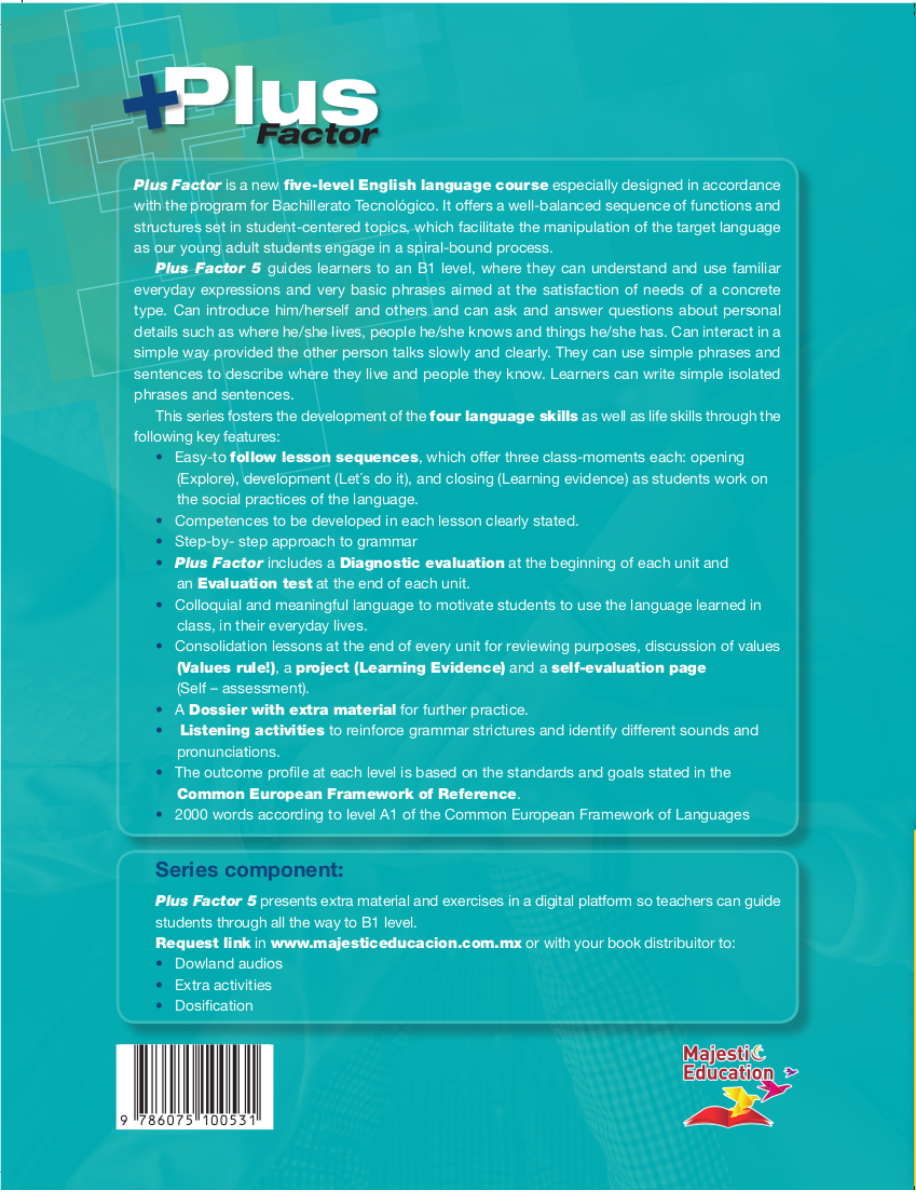 +Plus
Factor
Plus Factor is a new five-level English language course especially designed in accordance
with the program for Bachillerato Tecnológico. It offers a well-balanced sequence of functions and
structures set in student-centered topics, which facilitate the manipulation of the target language
as our young adult students engage in a spiral-bound process.
Plus Factor 5 guides learners to an B1 level, where they can understand and use familiar
everyday expressions and very basic phrases aimed at the satisfaction of needs of a concrete
type. Can introduce him/herself and others and can ask and answer questions about personal
details such as where he/she lives, people he/she knows and things he/she has. Can interact in a
simple way provided the other person talks slowly and clearly. They can use simple phrases and
sentences to describe where they live and people they know. Learners can write simple isolated
phrases and sentences.
This series fosters the development of the four language skills as well as life skills through the
following key features:
• Easy-to follow lesson sequences, which offer three class-moments each: opening
(Explore), development (Let´s do it), and closing (Learning evidence) as students work on
the social practices of the language.
• Competences to be developed in each lesson clearly stated.
• Step-by- step approach to grammar
• Plus Factor includes a Diagnostic evaluation at the beginning of each unit and
an Evaluation test at the end of each unit.
• Colloquial and meaningful language to motivate students to use the language learned in
class, in their everyday lives.
• Consolidation lessons at the end of every unit for reviewing purposes, discussion of values
(Values rule!), a project (Learning Evidence) and a self-evaluation page
(Self – assessment).
• A Dossier with extra material for further practice.
• Listening activities to reinforce grammar strictures and identify different sounds and
pronunciations.
• The outcome profile at each level is based on the standards and goals stated in the
Common European Framework of Reference.
• 2000 words according to level A1 of the Common European Framework of Languages
Series component:
Plus Factor 5 presents extra material and exercises in a digital platform so teachers can guide
students through all the way to B1 level.
Request link in www.majesticeducacion.com.mx or with your book distribuitor to:
• Dowland audios
• Extra activities
• Dosification
9 786075 100531
Majestic
Education